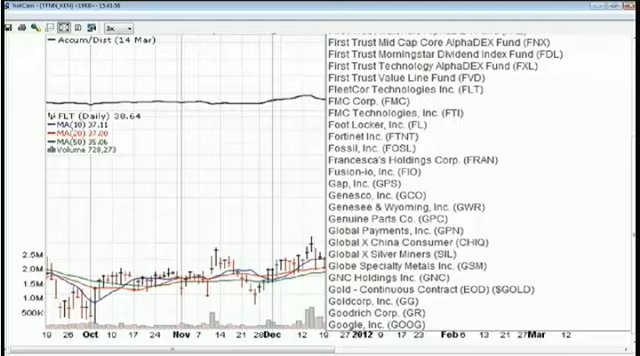 hotComm - (TFNN_KEN) <19KB> - 15:41:50
3x
Accum/Dist (14 Mar)
FLT (Daily) 38.64
MA(10) 37.11
MA(20) 37.00
MA(50) 35.06
Volume 728,273
2.5M
2.0M
1.5M
1.0M
500K
19 26 Oct 10 17 24 Nov 7 14 21 28 Dec 12 19 2012 9 17 23 Feb 6 13 21 27 Mar 12
First Trust Mid Cap Core AlphaDEX Fund (FNX)
First Trust Morningstar Dividend Index Fund (FDL)
First Trust Technology AlphaDEX Fund (FXL)
First Trust Value Line Fund (FVD)
FleetCor Technologies Inc. (FLT)
FMC Corp. (FMC)
FMC Technologies, Inc. (FTI)
Foot Locker, Inc. (FL)
Fortinet Inc. (FTNT)
Fossil, Inc. (FOSL)
Francesca's Holdings Corp. (FRAN)
Fusion-io, Inc. (FIO)
Gap, Inc. (GPS)
Genesco, Inc. (GCO)
Genesee & Wyoming, Inc. (GWR)
Genuine Parts Co. (GPC)
Global Payments, Inc. (GPN)
Global X China Consumer (CHIQ)
Global X Silver Miners (SIL)
Globe Specialty Metals Inc. (GSM)
GNC Holdings Inc. (GNC)
Gold - Continuous Contract (EOD) ($GOLD)
Goldcorp, Inc. (GG)
Goodrich Corp. (GR)
Google, Inc. (GOOG)